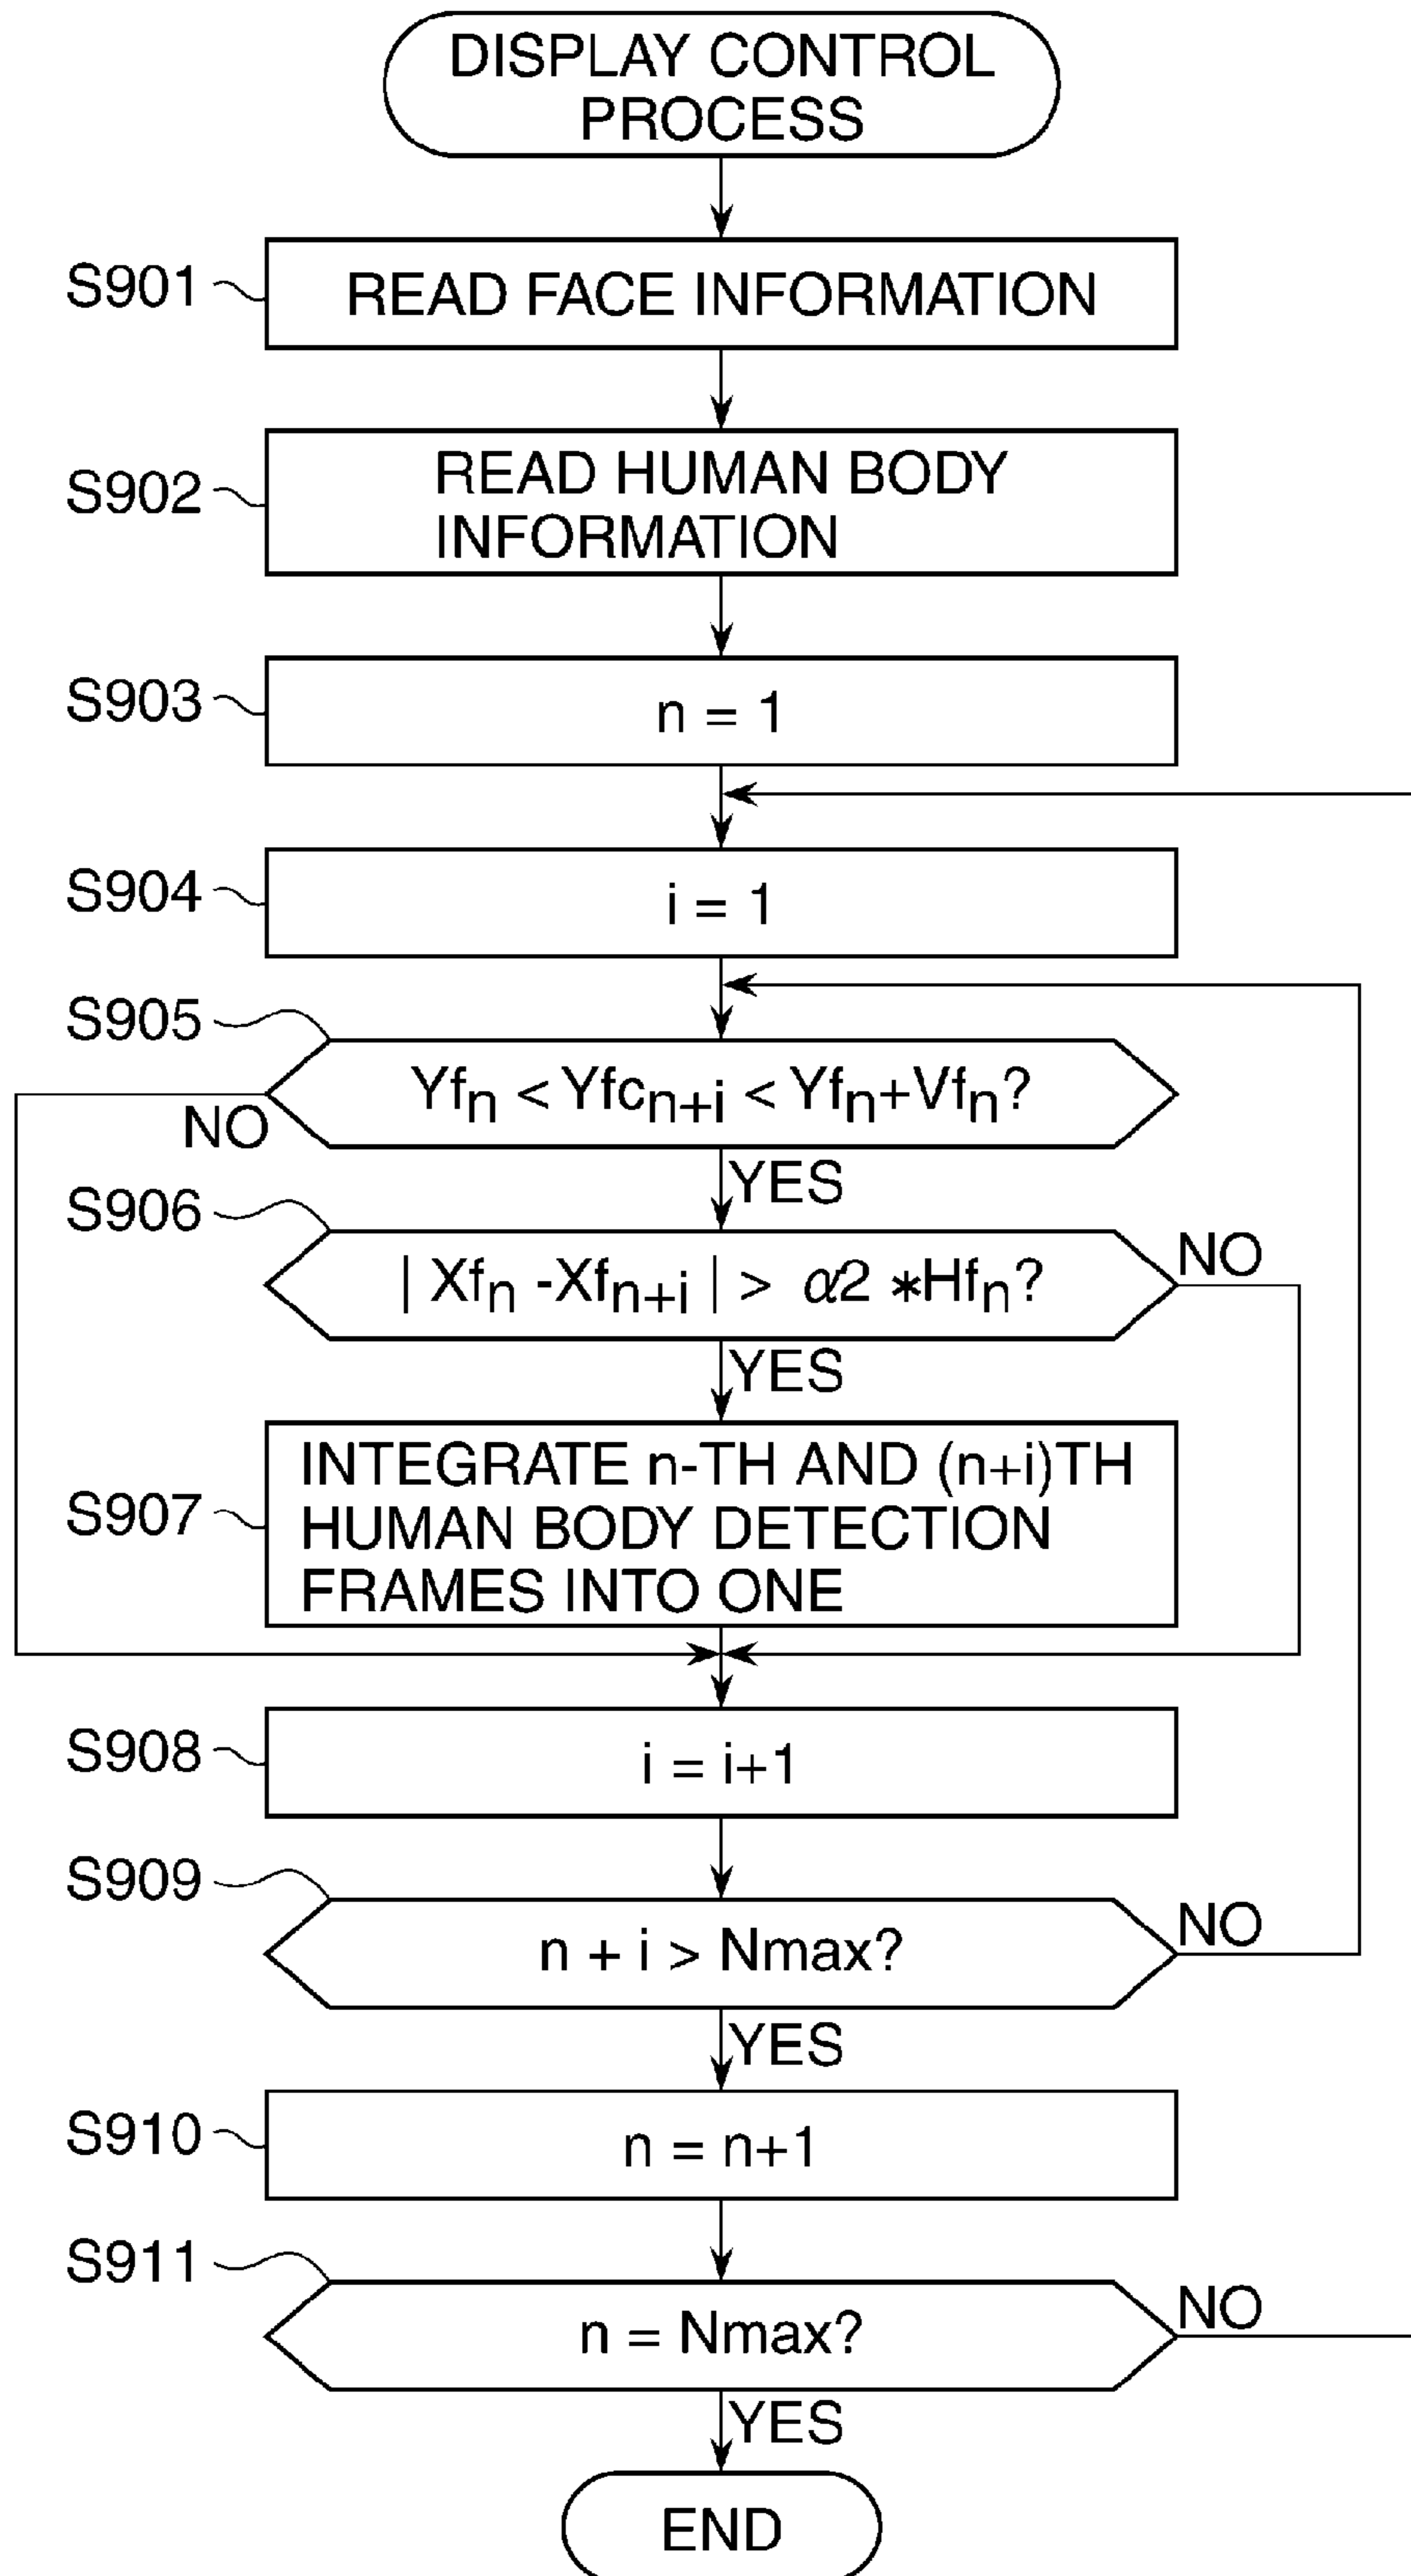 DISPLAY CONTROL
PROCESS
S901
READ FACE INFORMATION
S902
READ HUMAN BODY
INFORMATION
S903
n = 1
S904
i = 1
S905
Yfn < Yfcn+i < Yfn+Vfn?
NO
YES
S906
| Xfn -Xfn+i | > α2 *Hfn?
NO
YES
S907
INTEGRATE n-TH AND (n+i)TH
HUMAN BODY DETECTION
FRAMES INTO ONE
S908
i = i+1
S909
n + i > Nmax?
NO
YES
S910
n = n+1
S911
n = Nmax?
NO
YES
END